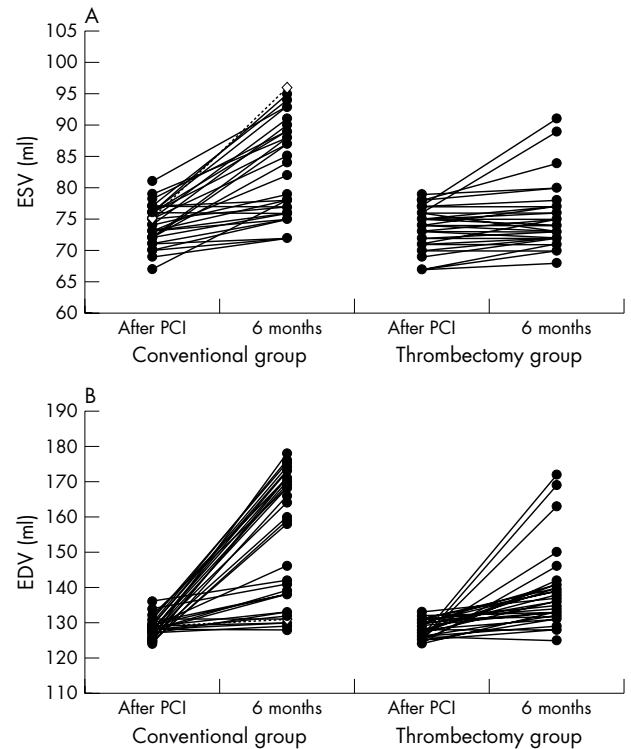 A
105
100
95
90
85
80
75
70
65
60
ESV (ml)
After PCI 6 months After PCI 6 months
Conventional group Thrombectomy group
B
190
180
170
160
150
140
130
120
110
EDV (ml)
After PCI 6 months After PCI 6 months
Conventional group Thrombectomy group